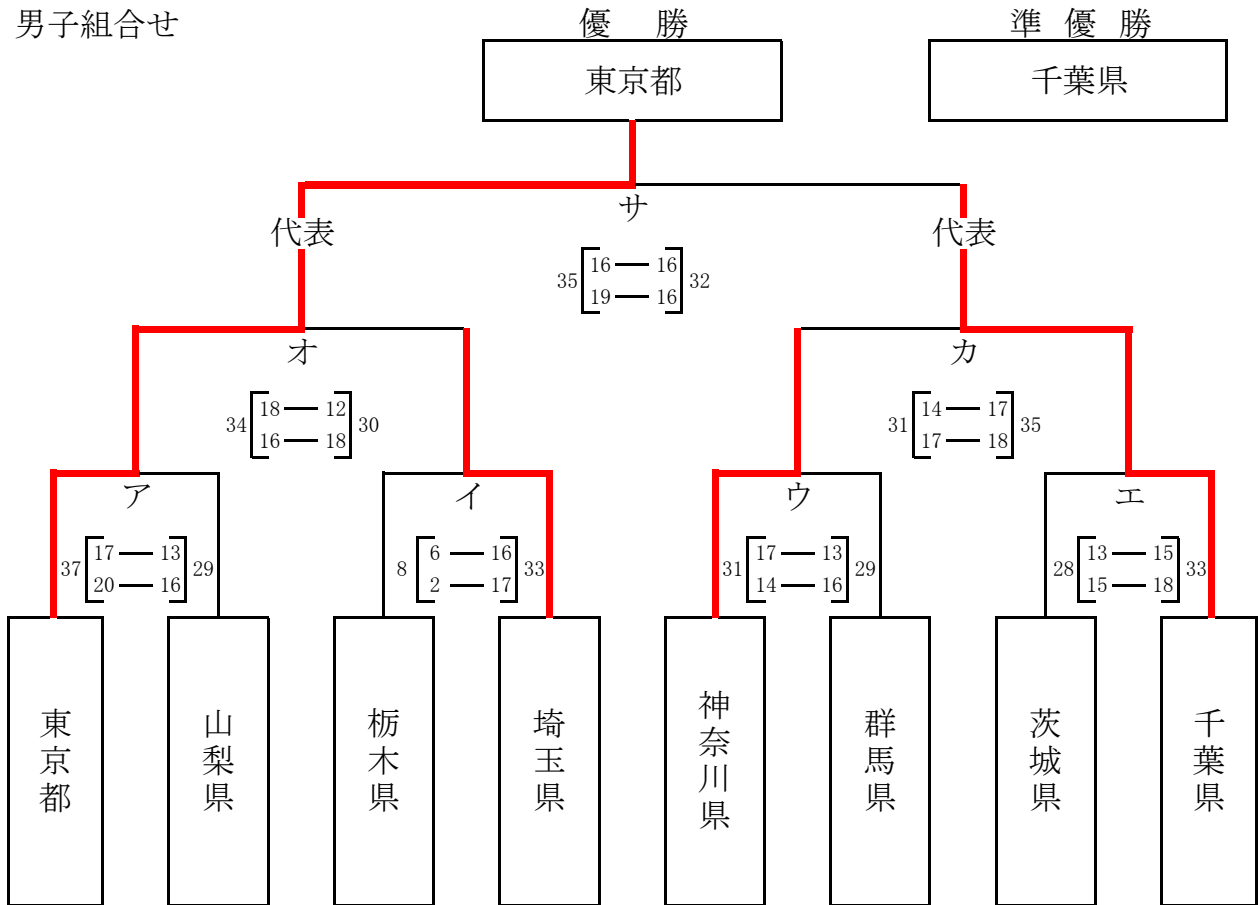 男子組合せ
優勝
準優勝
東京都
千葉県
代表
サ
代表
35 16 — 16 32
19 — 16
オ
カ
34 18 — 12 30
16 — 18
31 14 — 17 35
17 — 18
ア
イ
ウ
エ
37 17 — 13 29
20 — 16
8 6 — 16 33
2 — 17
31 17 — 13 29
14 — 16
28 13 — 15 33
15 — 18
東京都
山梨県
栃木県
埼玉県
神奈川県
群馬県
茨城県
千葉県